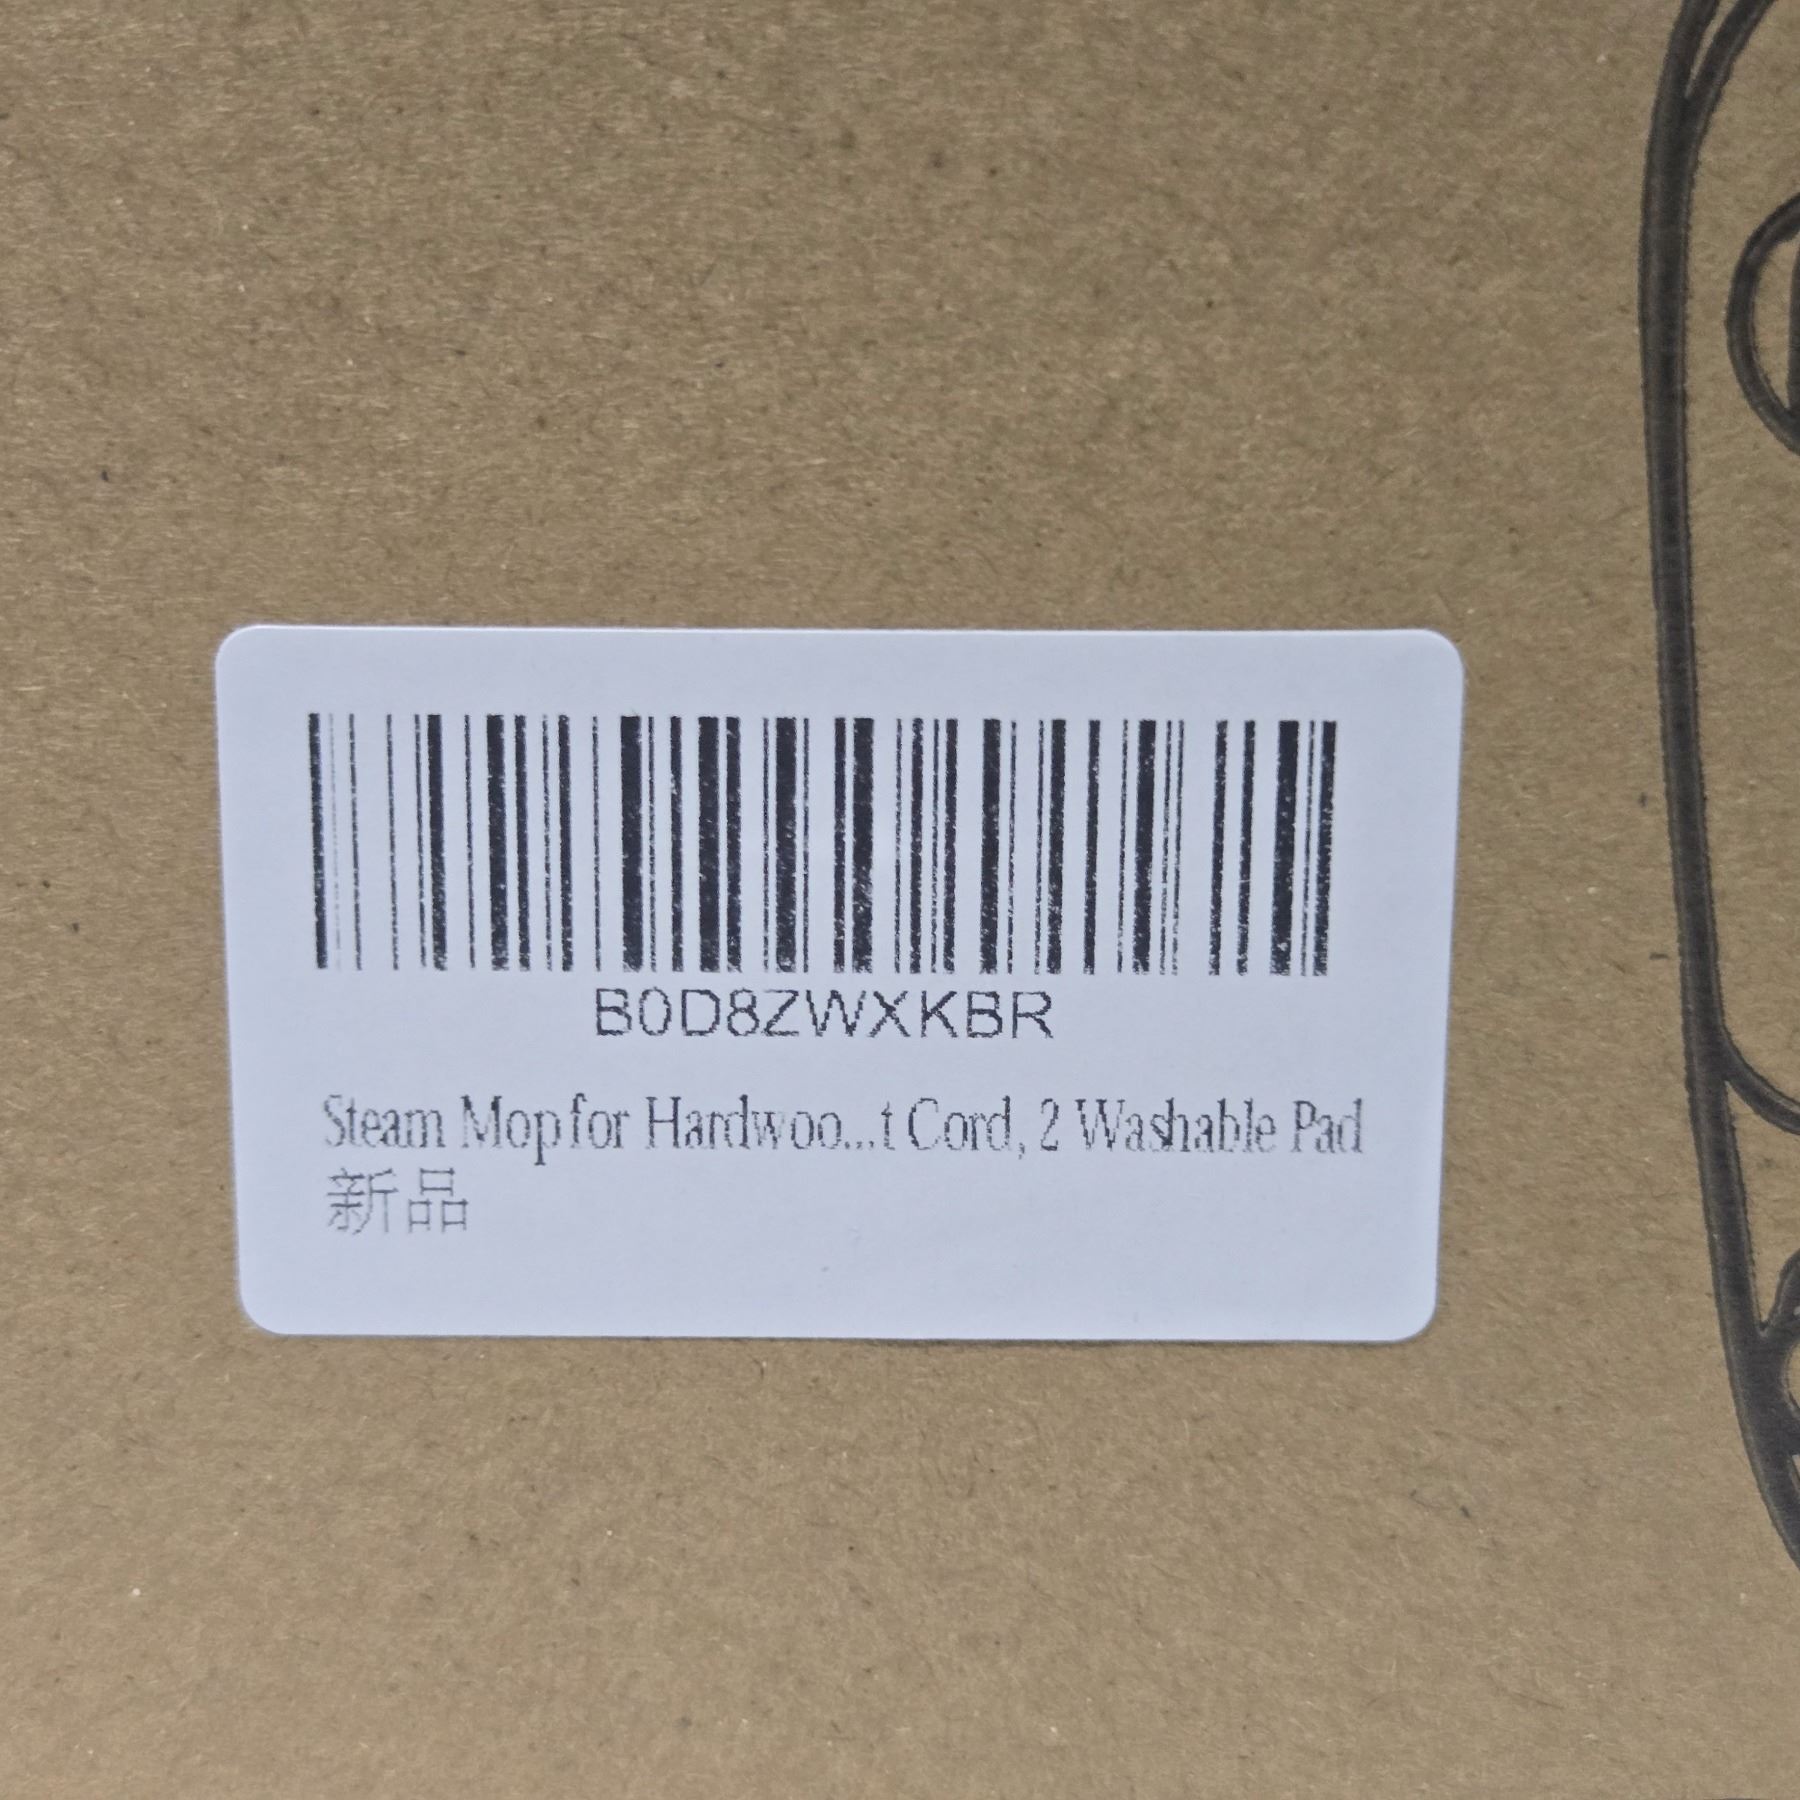 B0D8ZWXKBR
Steam Mop for Hardwoo...t Cord, 2 Washable Pad
新品